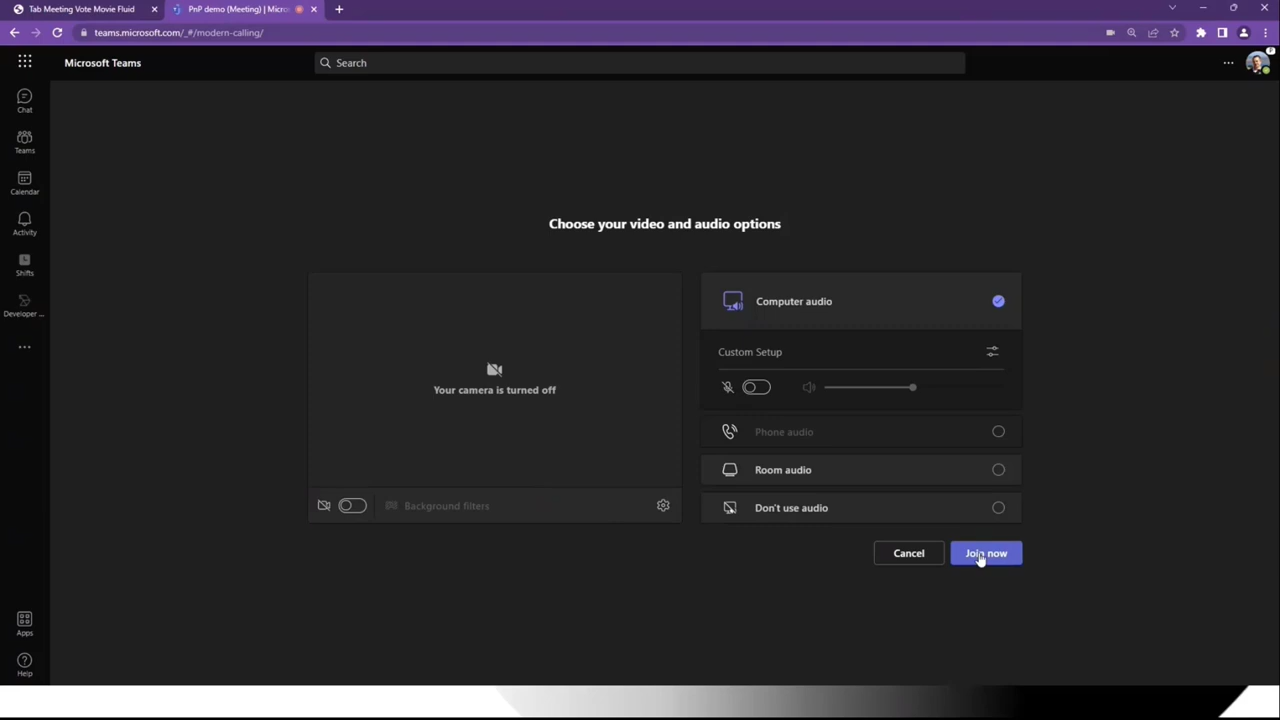 Tab Meeting Vote Movie Fluid
PnP demo (Meeting) | Micros
teams.microsoft.com/_#/modern-calling/
Microsoft Teams
Search
Chat
Teams
Calendar
Activity
Shifts
Developer ...
Apps
Help
Choose your video and audio options
Your camera is turned off
Background filters
Computer audio
Custom Setup
Phone audio
Room audio
Don't use audio
Cancel
Join now